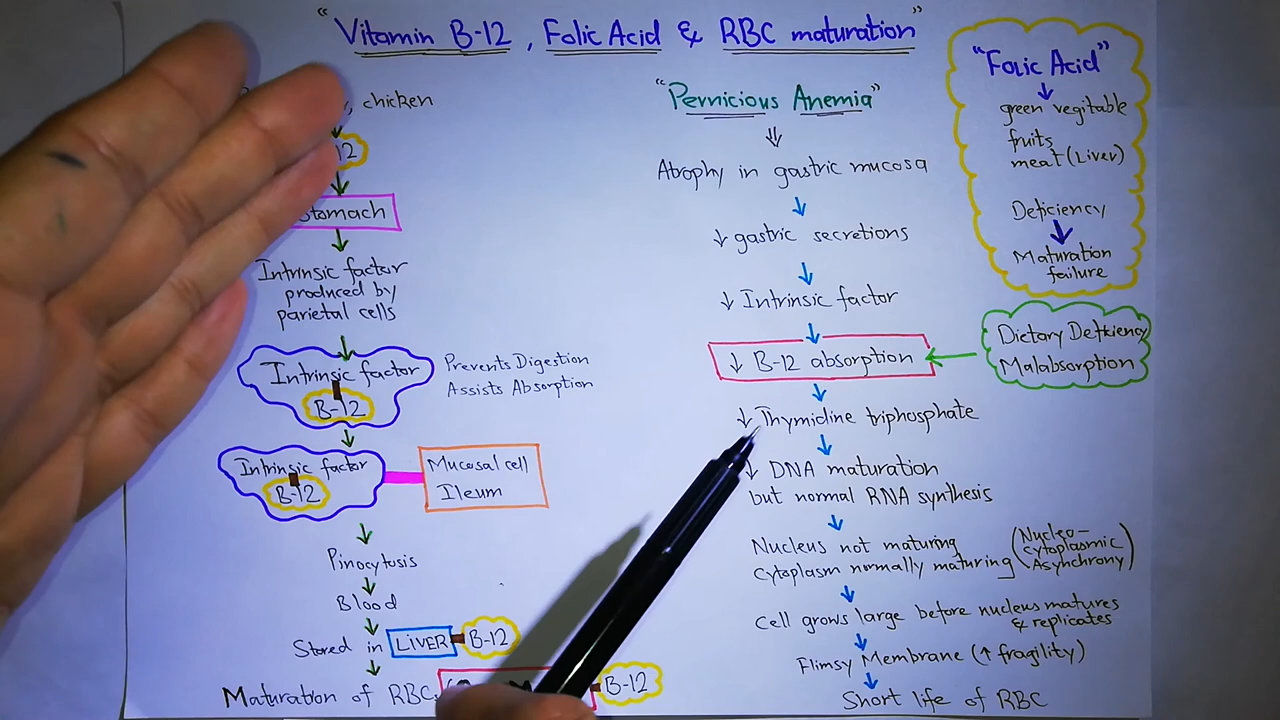 "Vitamin B-12, Folic Acid & RBC maturation"
, chicken
12
Stomach
Intrinsic factor
produced by
parietal cells
Intrinsic factor
B-12
Prevents Digestion
Assists Absorption
Intrinsic factor
B-12
Mucosal cell
Ileum
Pinocytosis
Blood
Stored in LIVER B-12
Maturation of RBC
B-12
"Pernicious Anemia"
Atrophy in gastric mucosa
↓ gastric secretions
↓ Intrinsic factor
↓ B-12 absorption
↓ Thymidine triphosphate
↓ DNA maturation
but normal RNA synthesis
Nucleus not maturing
Cytoplasm normally maturing
(Nucleo-
cytoplasmic
Asynchrony)
Cell grows large before nucleus matures
& replicates
Flimsy Membrane (↑ fragility)
Short life of RBC
"Folic Acid"
green vegitable
fruits
meat (Liver)
Deficiency
Maturation
failure
Dietary Deficiency
Malabsorption